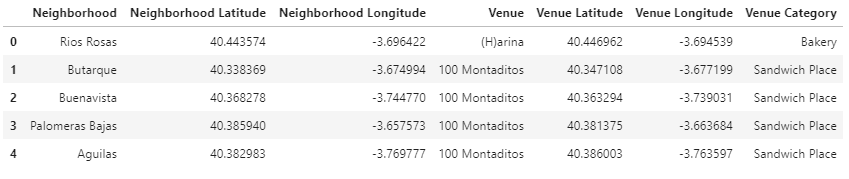 Neighborhood Neighborhood Latitude Neighborhood Longitude Venue Venue Latitude Venue Longitude Venue Category
0 Rios Rosas 40.443574 -3.696422 (H)arina 40.446962 -3.694539 Bakery
1 Butarque 40.338369 -3.674994 100 Montaditos 40.347108 -3.677199 Sandwich Place
2 Buenavista 40.368278 -3.744770 100 Montaditos 40.363294 -3.739031 Sandwich Place
3 Palomeras Bajas 40.385940 -3.657573 100 Montaditos 40.381375 -3.663684 Sandwich Place
4 Aguilas 40.382983 -3.769777 100 Montaditos 40.386003 -3.763597 Sandwich Place